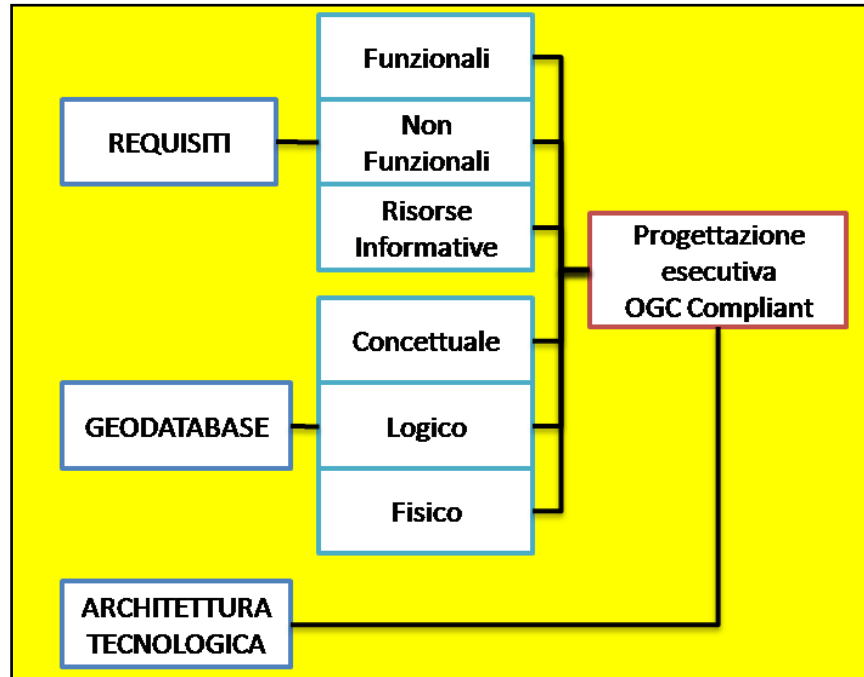 REQUISITI
Funzionali
Non
Funzionali
Risorse
Informative
GEODATABASE
Concettuale
Logico
Fisico
ARCHITETTURA
TECNOLOGICA
Progettazione
esecutiva
OGC Compliant